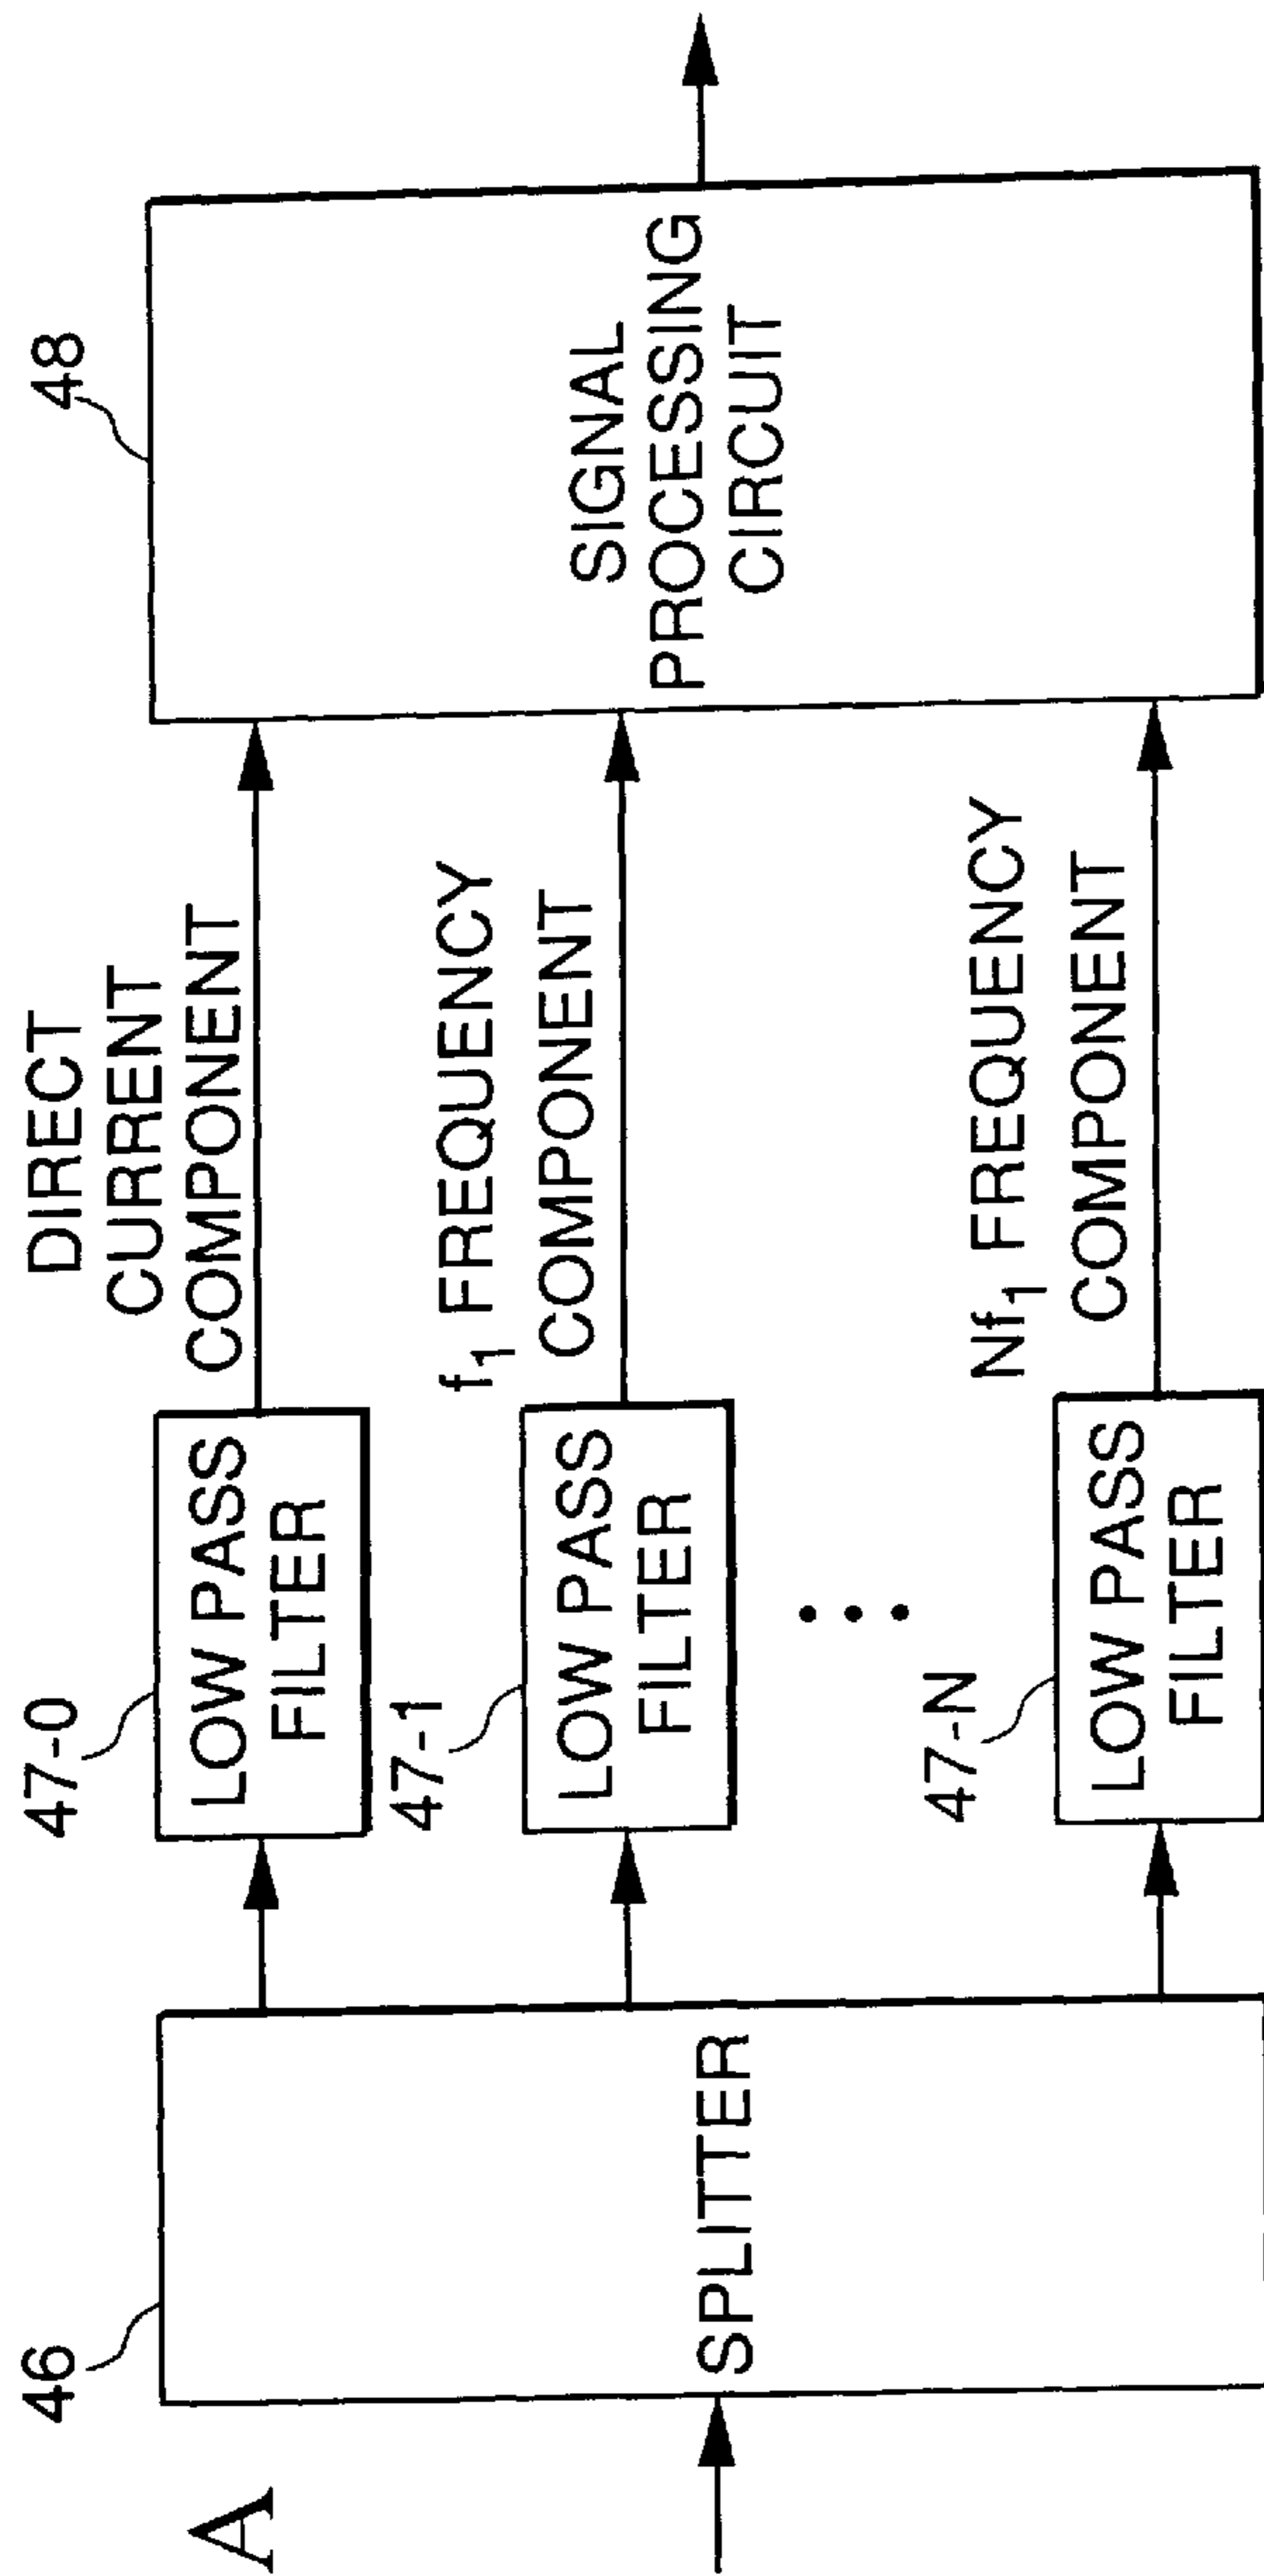 A
46
SPLITTER
47-0
LOW PASS
FILTER
47-1
LOW PASS
FILTER
47-N
LOW PASS
FILTER
DIRECT
CURRENT
COMPONENT
f₁ FREQUENCY
COMPONENT
Nf₁ FREQUENCY
COMPONENT
48
SIGNAL
PROCESSING
CIRCUIT